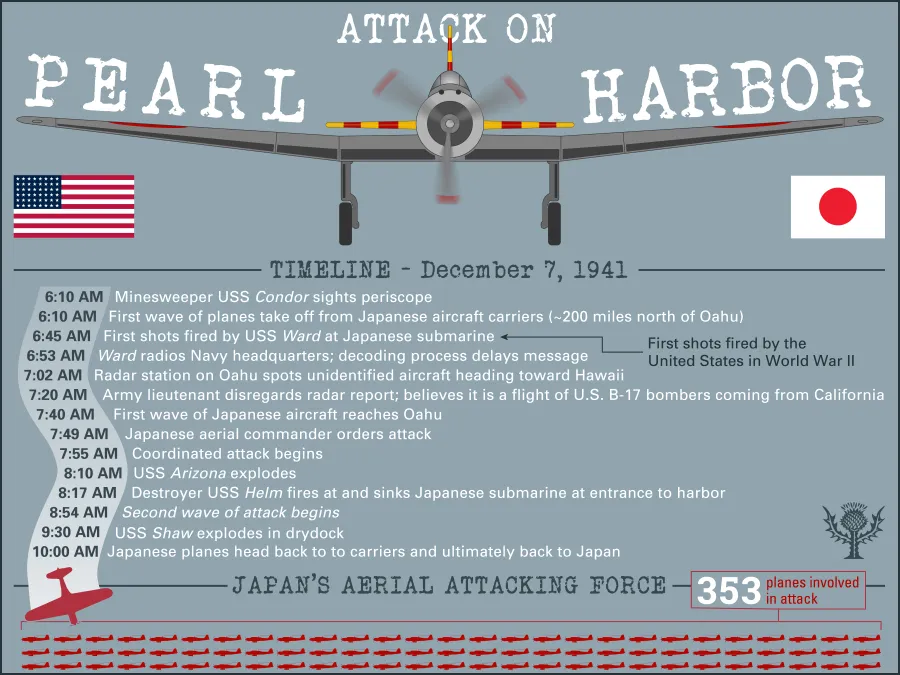 ATTACK ON
PEARL HARBOR
TIMELINE - December 7, 1941
6:10 AM Minesweeper USS Condor sights periscope
6:10 AM First wave of planes take off from Japanese aircraft carriers (~200 miles north of Oahu)
6:45 AM First shots fired by USS Ward at Japanese submarine
First shots fired by the
United States in World War II
6:53 AM Ward radios Navy headquarters; decoding process delays message
7:02 AM Radar station on Oahu spots unidentified aircraft heading toward Hawaii
7:20 AM Army lieutenant disregards radar report; believes it is a flight of U.S. B-17 bombers coming from California
7:40 AM First wave of Japanese aircraft reaches Oahu
7:49 AM Japanese aerial commander orders attack
7:55 AM Coordinated attack begins
8:10 AM USS Arizona explodes
8:17 AM Destroyer USS Helm fires at and sinks Japanese submarine at entrance to harbor
8:54 AM Second wave of attack begins
9:30 AM USS Shaw explodes in drydock
10:00 AM Japanese planes head back to to carriers and ultimately back to Japan
JAPAN'S AERIAL ATTACKING FORCE
353 planes involved
in attack